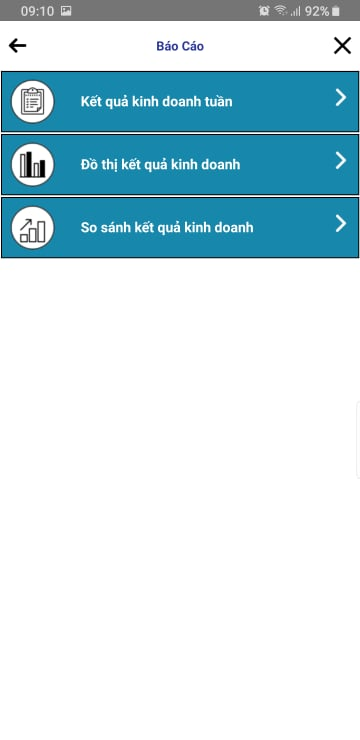 09:10 92%
Báo Cáo
Kết quả kinh doanh tuần
Đồ thị kết quả kinh doanh
So sánh kết quả kinh doanh